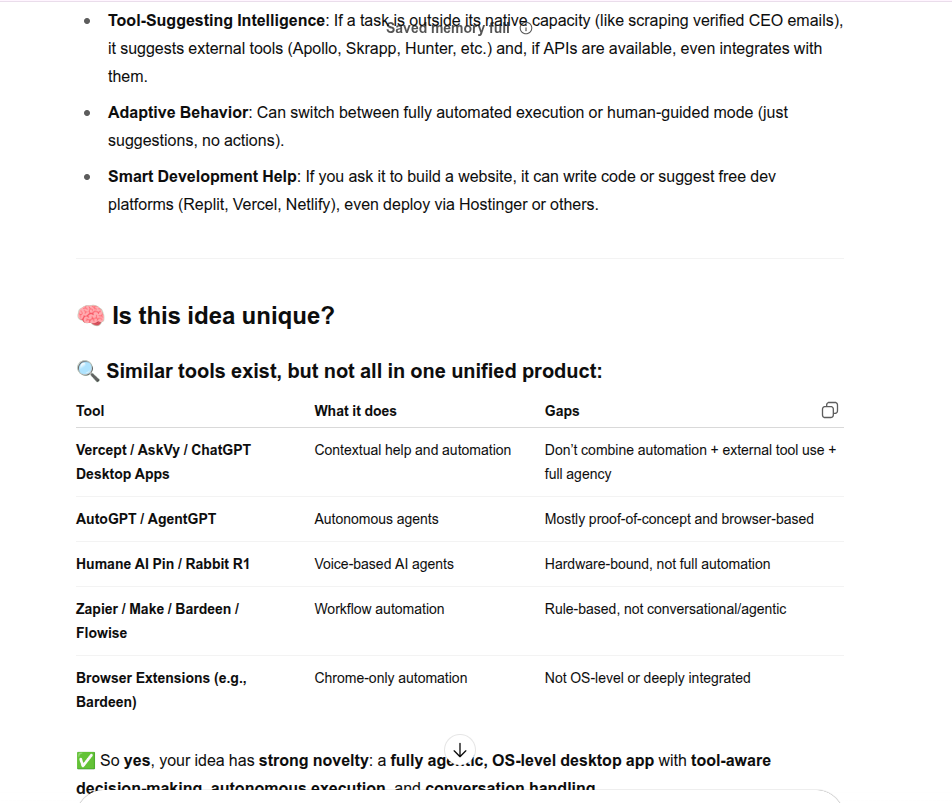 Tool-Suggesting Intelligence: If a task is outside its native capacity (like scraping verified CEO emails),
Saved memory full
it suggests external tools (Apollo, Skrapp, Hunter, etc.) and, if APIs are available, even integrates with
them.
Adaptive Behavior: Can switch between fully automated execution or human-guided mode (just
suggestions, no actions).
Smart Development Help: If you ask it to build a website, it can write code or suggest free dev
platforms (Replit, Vercel, Netlify), even deploy via Hostinger or others.
🧠 Is this idea unique?
🔍 Similar tools exist, but not all in one unified product:
Tool What it does Gaps
Vercept / AskVy / ChatGPT Contextual help and automation Don’t combine automation + external tool use +
Desktop Apps full agency
AutoGPT / AgentGPT Autonomous agents Mostly proof-of-concept and browser-based
Humane AI Pin / Rabbit R1 Voice-based AI agents Hardware-bound, not full automation
Zapier / Make / Bardeen / Workflow automation Rule-based, not conversational/agentic
Flowise
Browser Extensions (e.g., Chrome-only automation Not OS-level or deeply integrated
Bardeen)
✅ So yes, your idea has strong novelty: a fully agentic, OS-level desktop app with tool-aware
decision-making, autonomous execution, and conversation handling.